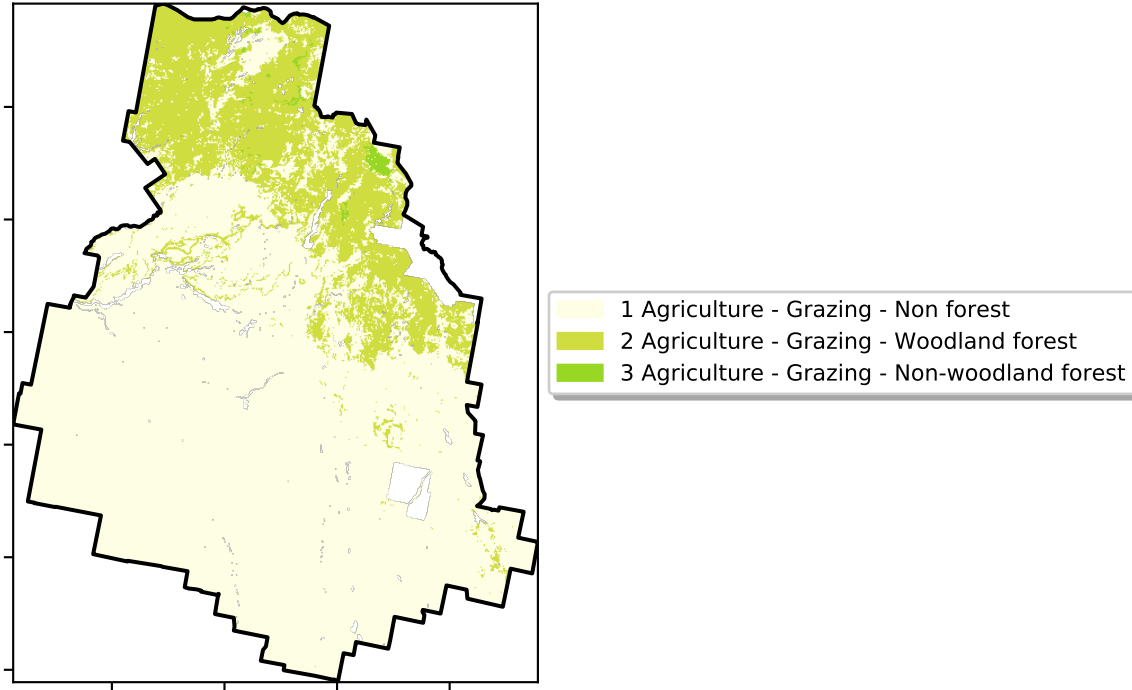 1 Agriculture - Grazing - Non forest
2 Agriculture - Grazing - Woodland forest
3 Agriculture - Grazing - Non-woodland forest